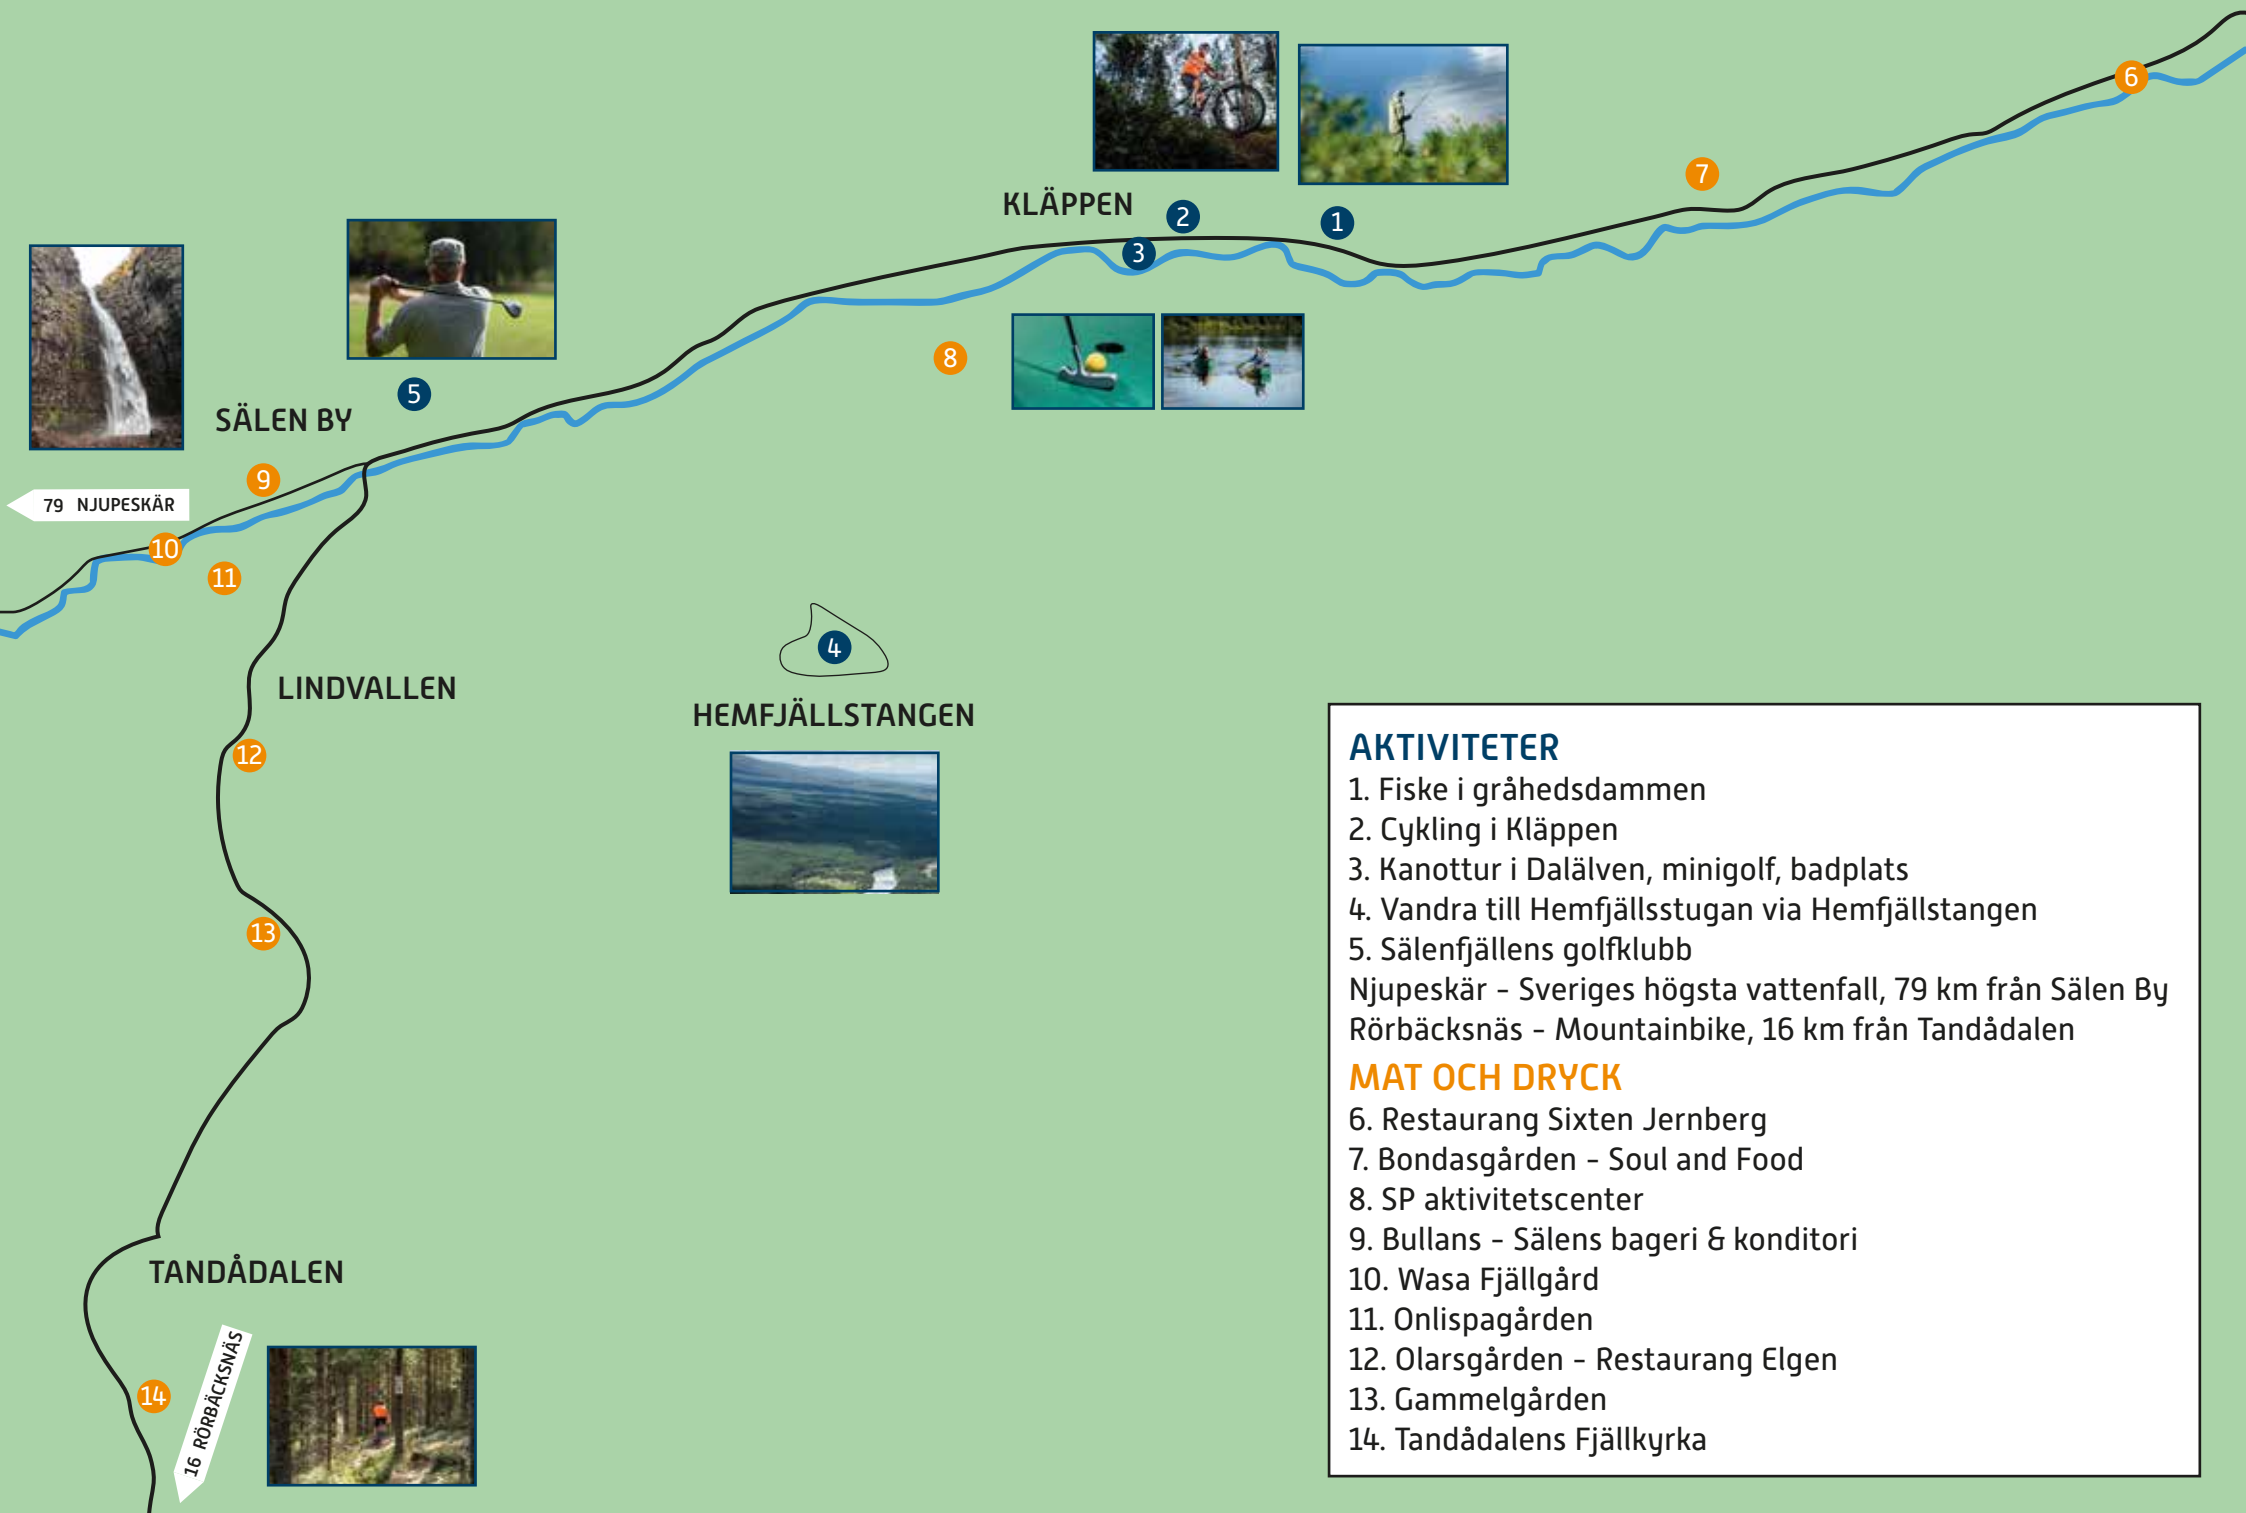 6
7
KLÄPPEN
2
1
3
8
5
SÄLEN BY
9
79 NJUPESKÄR
10
11
4
LINDVALLEN
HEMFJÄLLSTANGEN
12
13
TANDÅDALEN
14
16 RÖRBÄCKSNÄS
AKTIVITETER
1. Fiske i gråhedsdammen
2. Cykling i Kläppen
3. Kanottur i Dalälven, minigolf, badplats
4. Vandra till Hemfjällsstugan via Hemfjällstangen
5. Sälenfjällens golfklubb
Njupeskär - Sveriges högsta vattenfall, 79 km från Sälen By
Rörbäcksnäs - Mountainbike, 16 km från Tandådalen
MAT OCH DRYCK
6. Restaurang Sixten Jernberg
7. Bondasgården - Soul and Food
8. SP aktivitetscenter
9. Bullans - Sälens bageri & konditori
10. Wasa Fjällgård
11. Onlispagården
12. Olarsgården - Restaurang Elgen
13. Gammelgården
14. Tandådalens Fjällkyrka